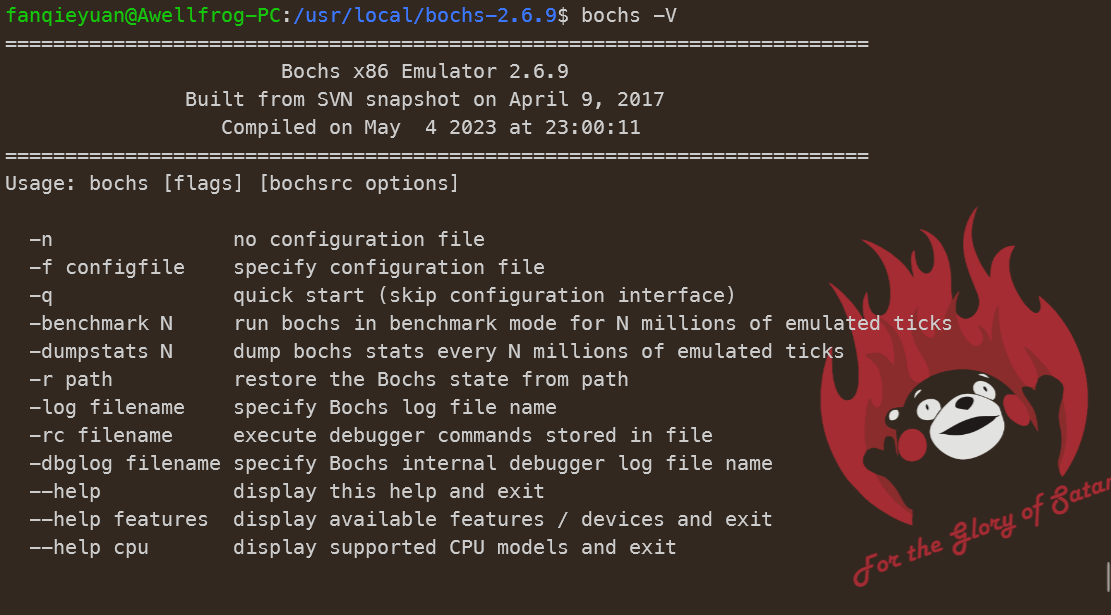 fanqieyuan@Awellfrog-PC:/usr/local/bochs-2.6.9$ bochs -V
========================================================================
Bochs x86 Emulator 2.6.9
Built from SVN snapshot on April 9, 2017
Compiled on May  4 2023 at 23:00:11
========================================================================
Usage: bochs [flags] [bochsrc options]
-n               no configuration file
-f configfile    specify configuration file
-q               quick start (skip configuration interface)
-benchmark N     run bochs in benchmark mode for N millions of emulated ticks
-dumpstats N     dump bochs stats every N millions of emulated ticks
-r path          restore the Bochs state from path
-log filename    specify Bochs log file name
-rc filename     execute debugger commands stored in file
-dbglog filename specify Bochs internal debugger log file name
--help           display this help and exit
--help features  display available features / devices and exit
--help cpu       display supported CPU models and exit
For the Glory of Satan